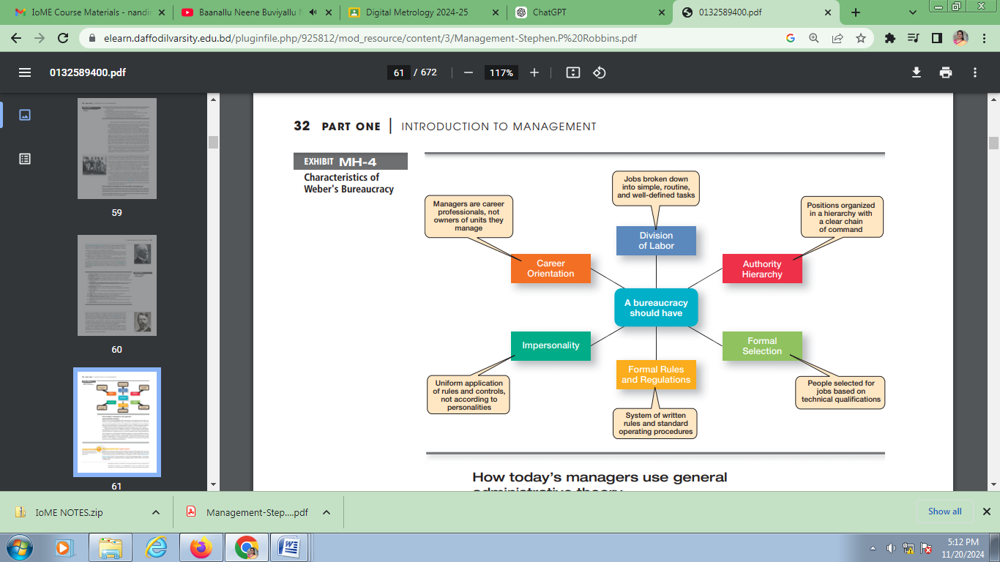 IoME Course Materials - nandi
Baanallu Neene Buviyallu
Digital Metrology 2024-25
ChatGPT
0132589400.pdf
elearn.daffodilvarsity.edu.bd/pluginfile.php/925812/mod_resource/content/3/Management-Stephen.P%20Robbins.pdf
0132589400.pdf
61 / 672
117%
59
60
61
32 PART ONE | INTRODUCTION TO MANAGEMENT
EXHIBIT MH-4
Characteristics of
Weber's Bureaucracy
Jobs broken down
into simple, routine,
and well-defined tasks
Managers are career
professionals, not
owners of units they
manage
Positions organized
in a hierarchy with
a clear chain
of command
Division
of Labor
Career
Orientation
Authority
Hierarchy
A bureaucracy
should have
Impersonality
Formal
Selection
Formal Rules
and Regulations
Uniform application
of rules and controls,
not according to
personalities
People selected for
jobs based on
technical qualifications
System of written
rules and standard
operating procedures
How today's managers use general
IoME NOTES.zip
Management-Step....pdf
Show all
5:12 PM
11/20/2024